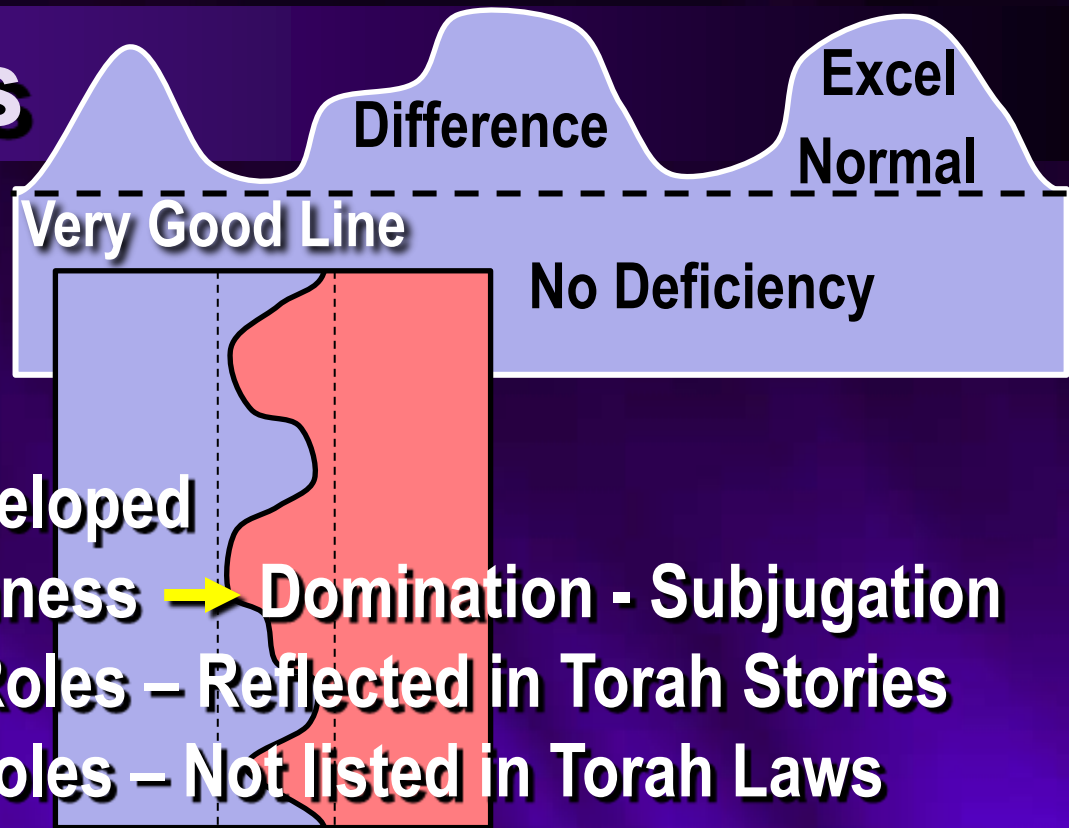 s
Difference
Excel
Normal
Very Good Line
No Deficiency
eloped
ness Domination - Subjugation
Roles – Reflected in Torah Stories
oles – Not listed in Torah Laws